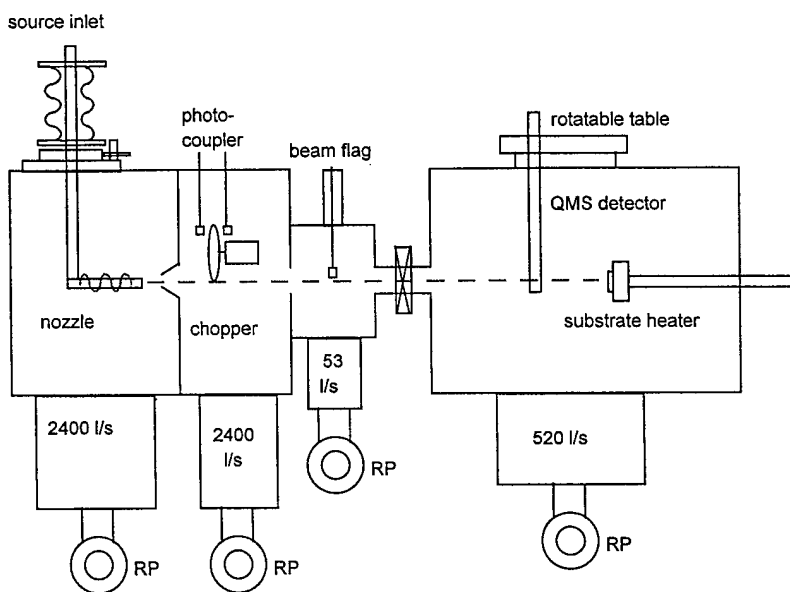 source inlet
photo-
coupler
beam flag
rotatable table
QMS detector
nozzle
chopper
substrate heater
2400 l/s
2400
l/s
53
l/s
520 l/s
RP
RP
RP
RP